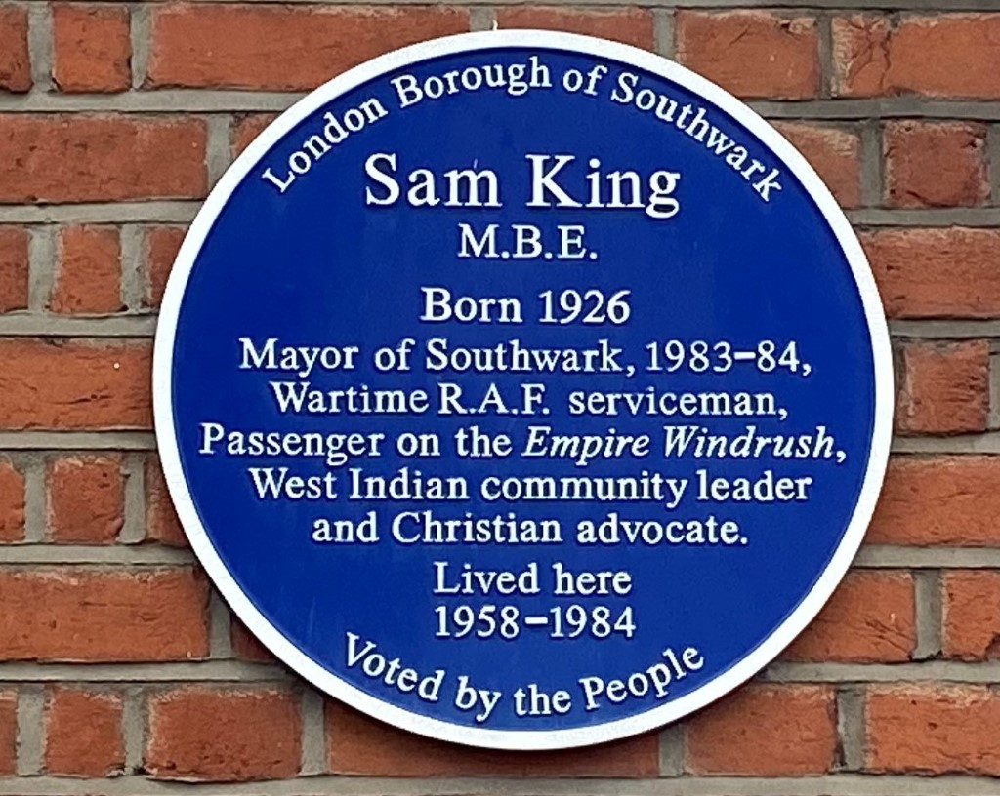 London Borough of Southwark
Sam King
M.B.E.
Born 1926
Mayor of Southwark, 1983–84,
Wartime R.A.F. serviceman,
Passenger on the Empire Windrush,
West Indian community leader
and Christian advocate.
Lived here
1958–1984
Voted by the People